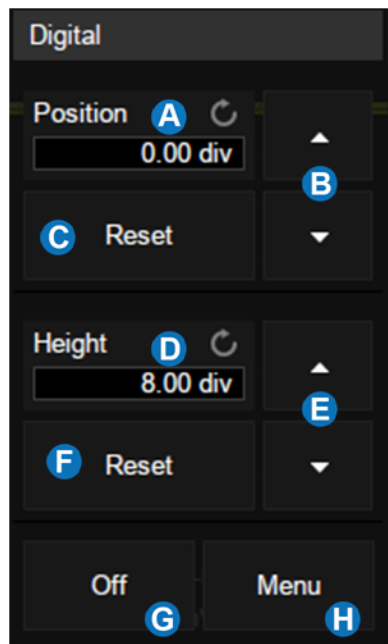 Digital
Position A
0.00 div
B
C Reset
Height D
8.00 div
E
F Reset
Off Menu
G H